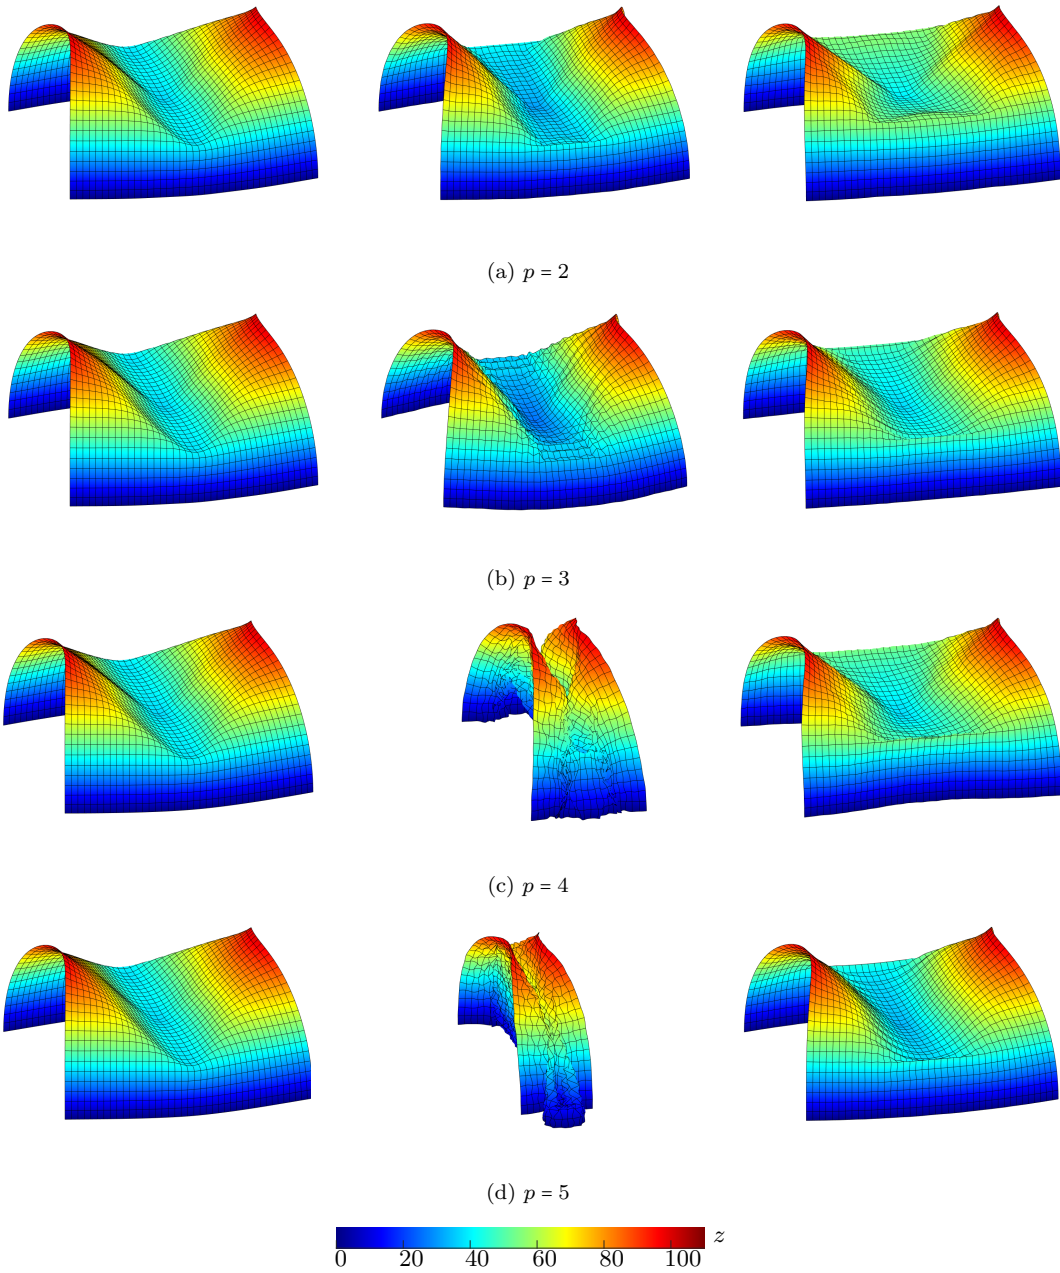 (a) p = 2
(b) p = 3
(c) p = 4
(d) p = 5
z
0 20 40 60 80 100